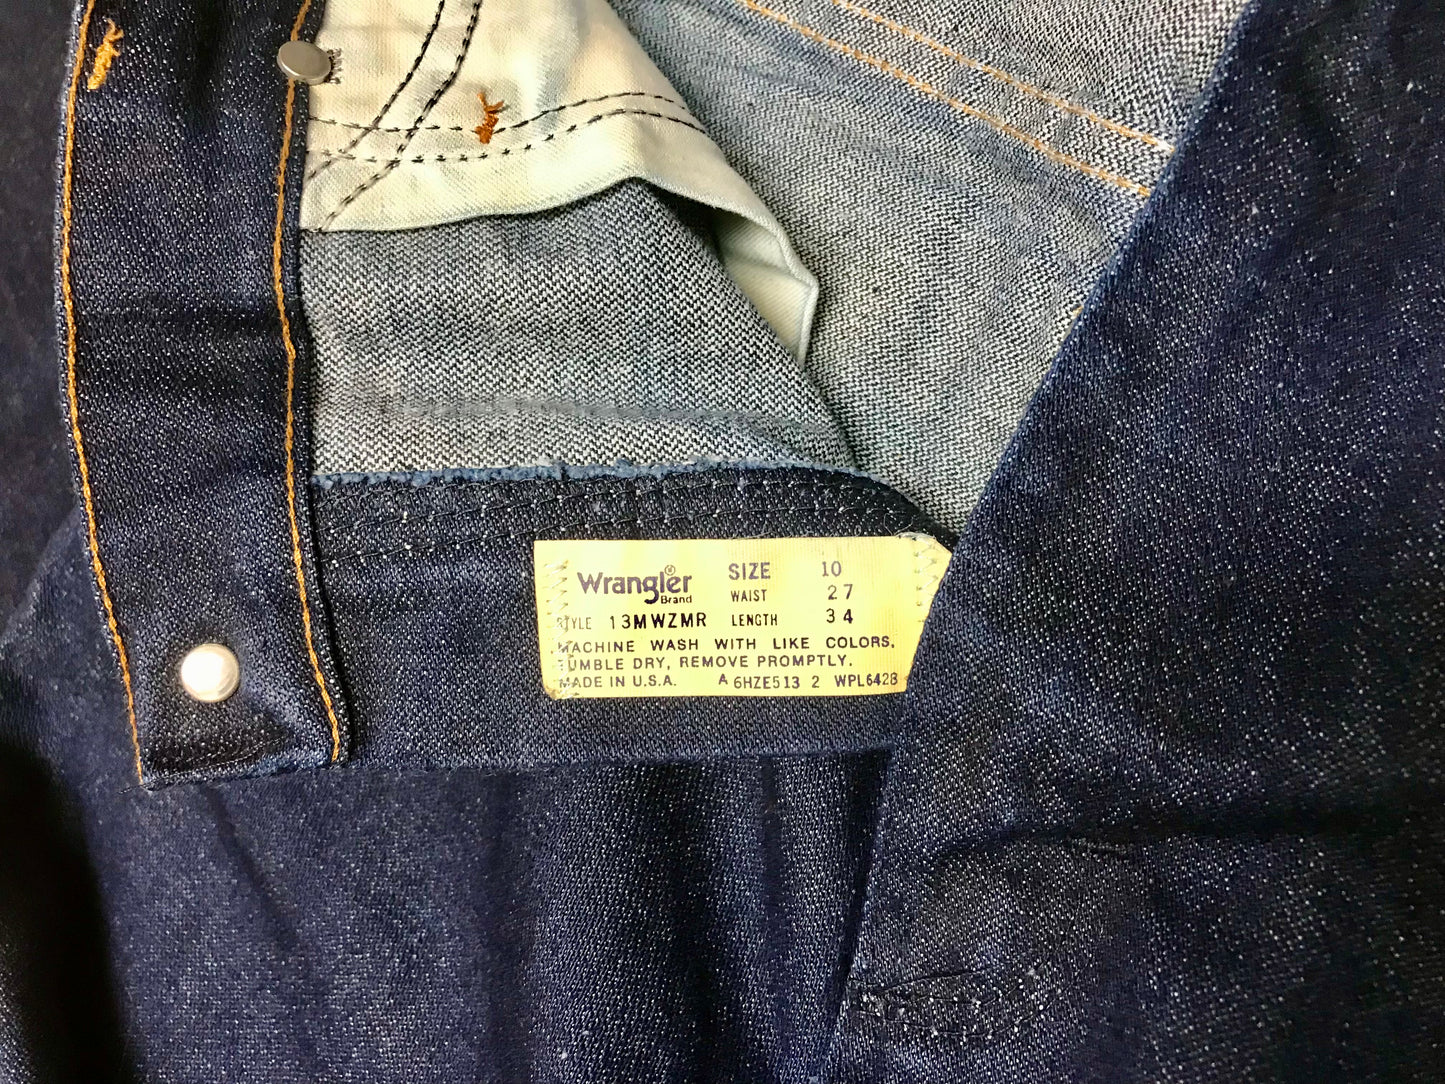 Wrangler® SIZE 10
Brand WAIST 27
STYLE 13MWZMR LENGTH 34
MACHINE WASH WITH LIKE COLORS,
TUMBLE DRY, REMOVE PROMPTLY.
MADE IN U.S.A. A 6HZE513 2 WPL6428